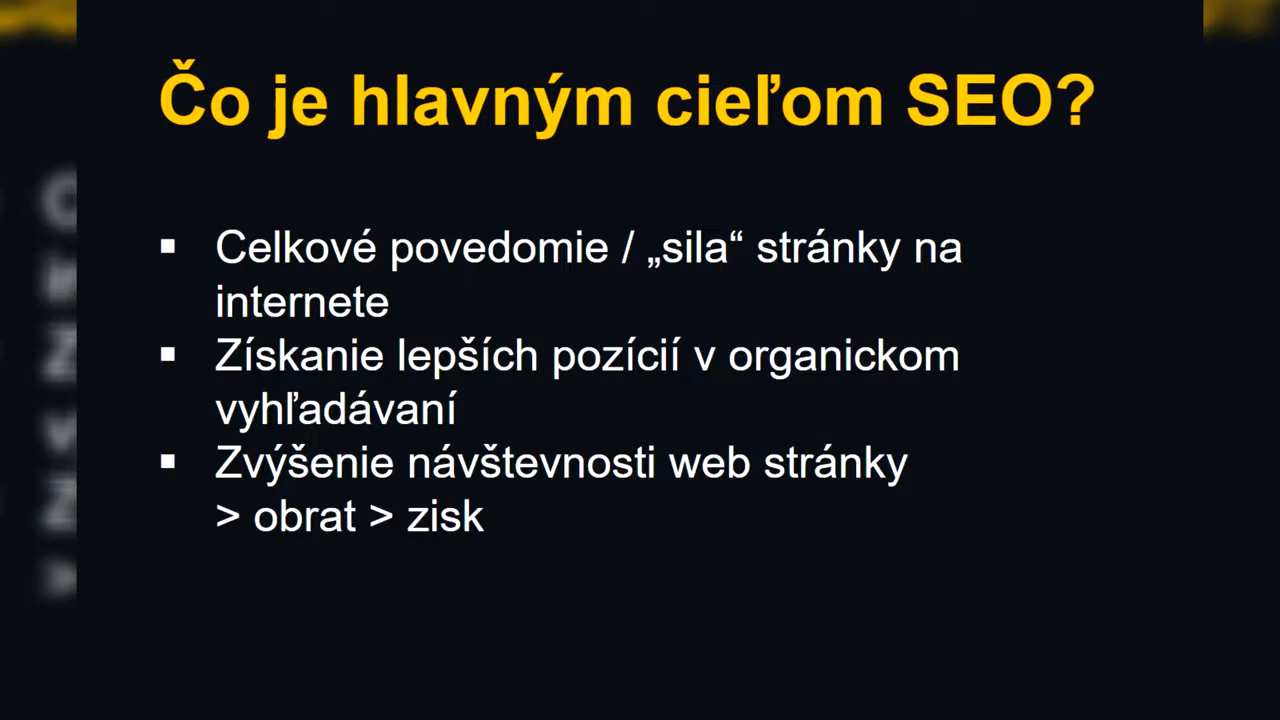 Čo je hlavným cieľom SEO?
▪ Celkové povedomie / „sila“ stránky na
internete
▪ Získanie lepších pozícií v organickom
vyhľadávaní
▪ Zvýšenie návštevnosti web stránky
> obrat > zisk